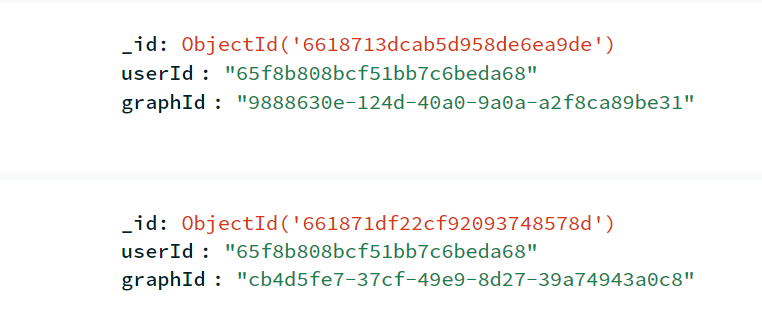 _id: ObjectId('6618713dcab5d958de6ea9de')
userId : "65f8b808bcf51bb7c6beda68"
graphId : "9888630e-124d-40a0-9a0a-a2f8ca89be31"
_id: ObjectId('661871df22cf92093748578d')
userId : "65f8b808bcf51bb7c6beda68"
graphId : "cb4d5fe7-37cf-49e9-8d27-39a74943a0c8"